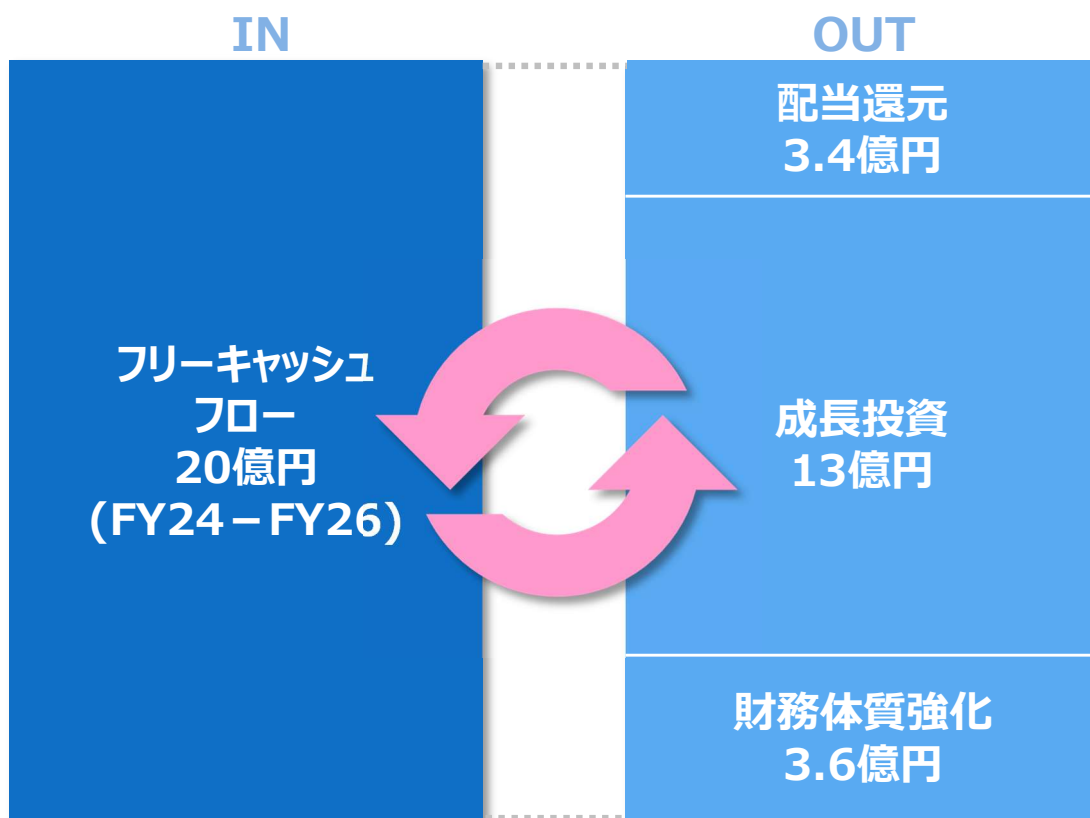 IN
フリーキャッシュ
フロー
20億円
(FY24－FY26)
OUT
配当還元
3.4億円
成長投資
13億円
財務体質強化
3.6億円